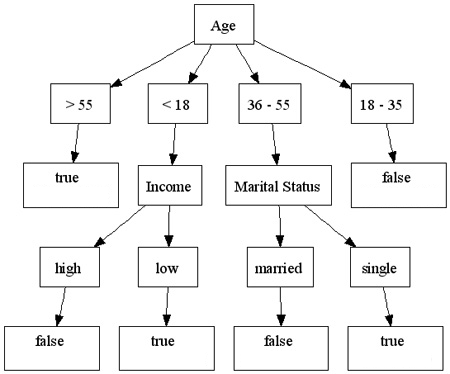 Age
> 55
< 18
36 - 55
18 - 35
true
Income
Marital Status
false
high
low
married
single
false
true
false
true